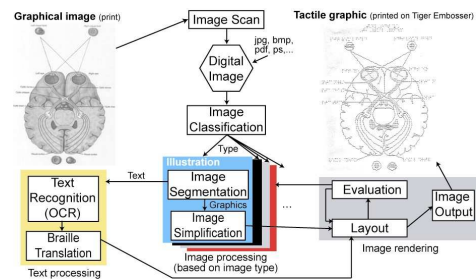 Graphical image (print)
Image Scan
Tactile graphic (printed on Tiger Embosser)
jpg, bmp,
pdf, ps,...
Digital
Image
Image
Classification
Type
Illustration
Text
Image
Segmentation
Graphics
Image
Simplification
...
Text
Recognition
(OCR)
Braille
Translation
Text processing
Image processing
(based on image type)
Evaluation
Layout
Image
Output
Image rendering